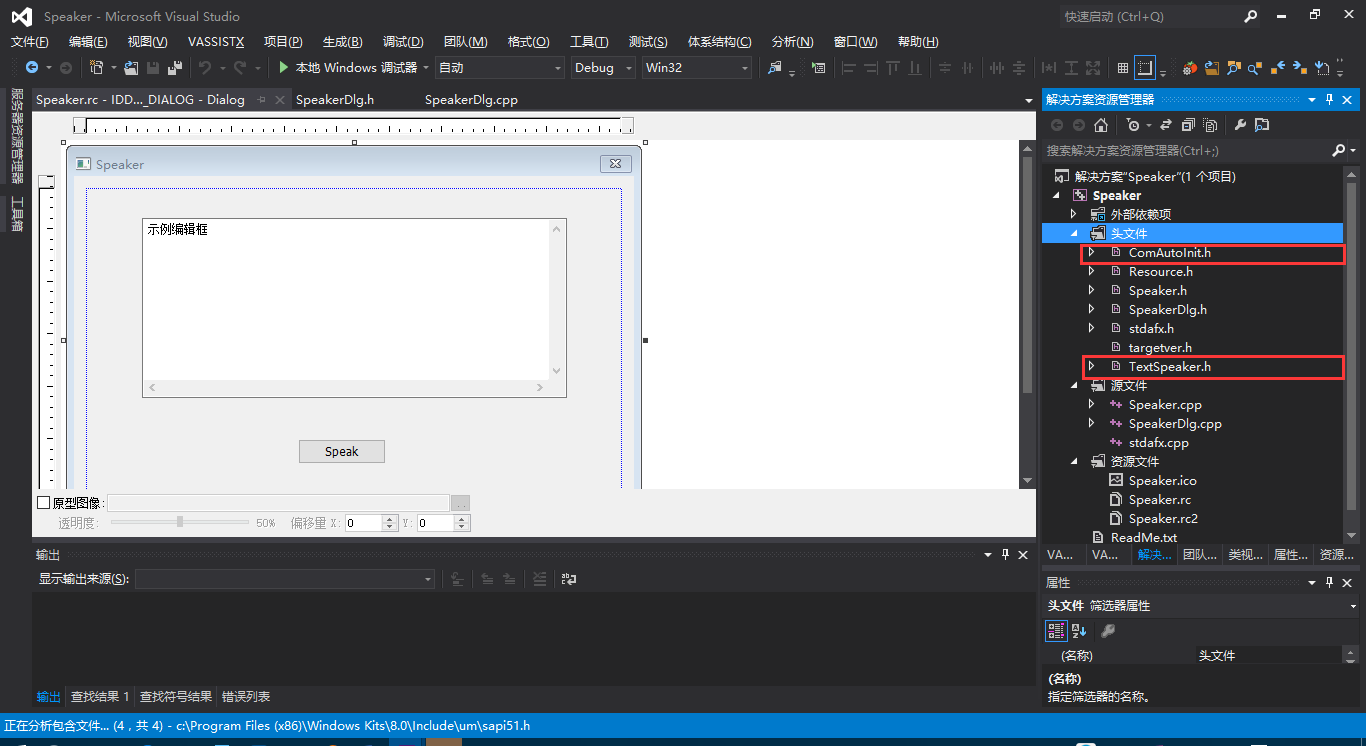 Speaker - Microsoft Visual Studio
快速启动 (Ctrl+Q)
文件(F) 编辑(E) 视图(V) VASSISTX 项目(P) 生成(B) 调试(D) 团队(M) 格式(O) 工具(T) 测试(S) 体系结构(C) 分析(N) 窗口(W) 帮助(H)
本地 Windows 调试器 自动 Debug Win32
服务器资源管理器
工具箱
Speaker.rc - IDD..._DIALOG - Dialog SpeakerDlg.h SpeakerDlg.cpp
Speaker
示例编辑框
Speak
原型图像: ...
透明度: 50% 偏移量 X: 0 Y: 0
输出
显示输出来源(S):
输出 查找结果 1 查找符号结果 错误列表
解决方案资源管理器
搜索解决方案资源管理器(Ctrl+;)
解决方案"Speaker"(1 个项目)
Speaker
外部依赖项
头文件
ComAutoInit.h
Resource.h
Speaker.h
SpeakerDlg.h
stdafx.h
targetver.h
TextSpeaker.h
源文件
Speaker.cpp
SpeakerDlg.cpp
stdafx.cpp
资源文件
Speaker.ico
Speaker.rc
Speaker.rc2
ReadMe.txt
VA... VA... 解决... 团队... 类视... 属性... 资源...
属性
头文件 筛选器属性
(名称) 头文件
(名称)
指定筛选器的名称。
正在分析包含文件... (4 , 共 4) - c:\Program Files (x86)\Windows Kits\8.0\Include\um\sapi51.h